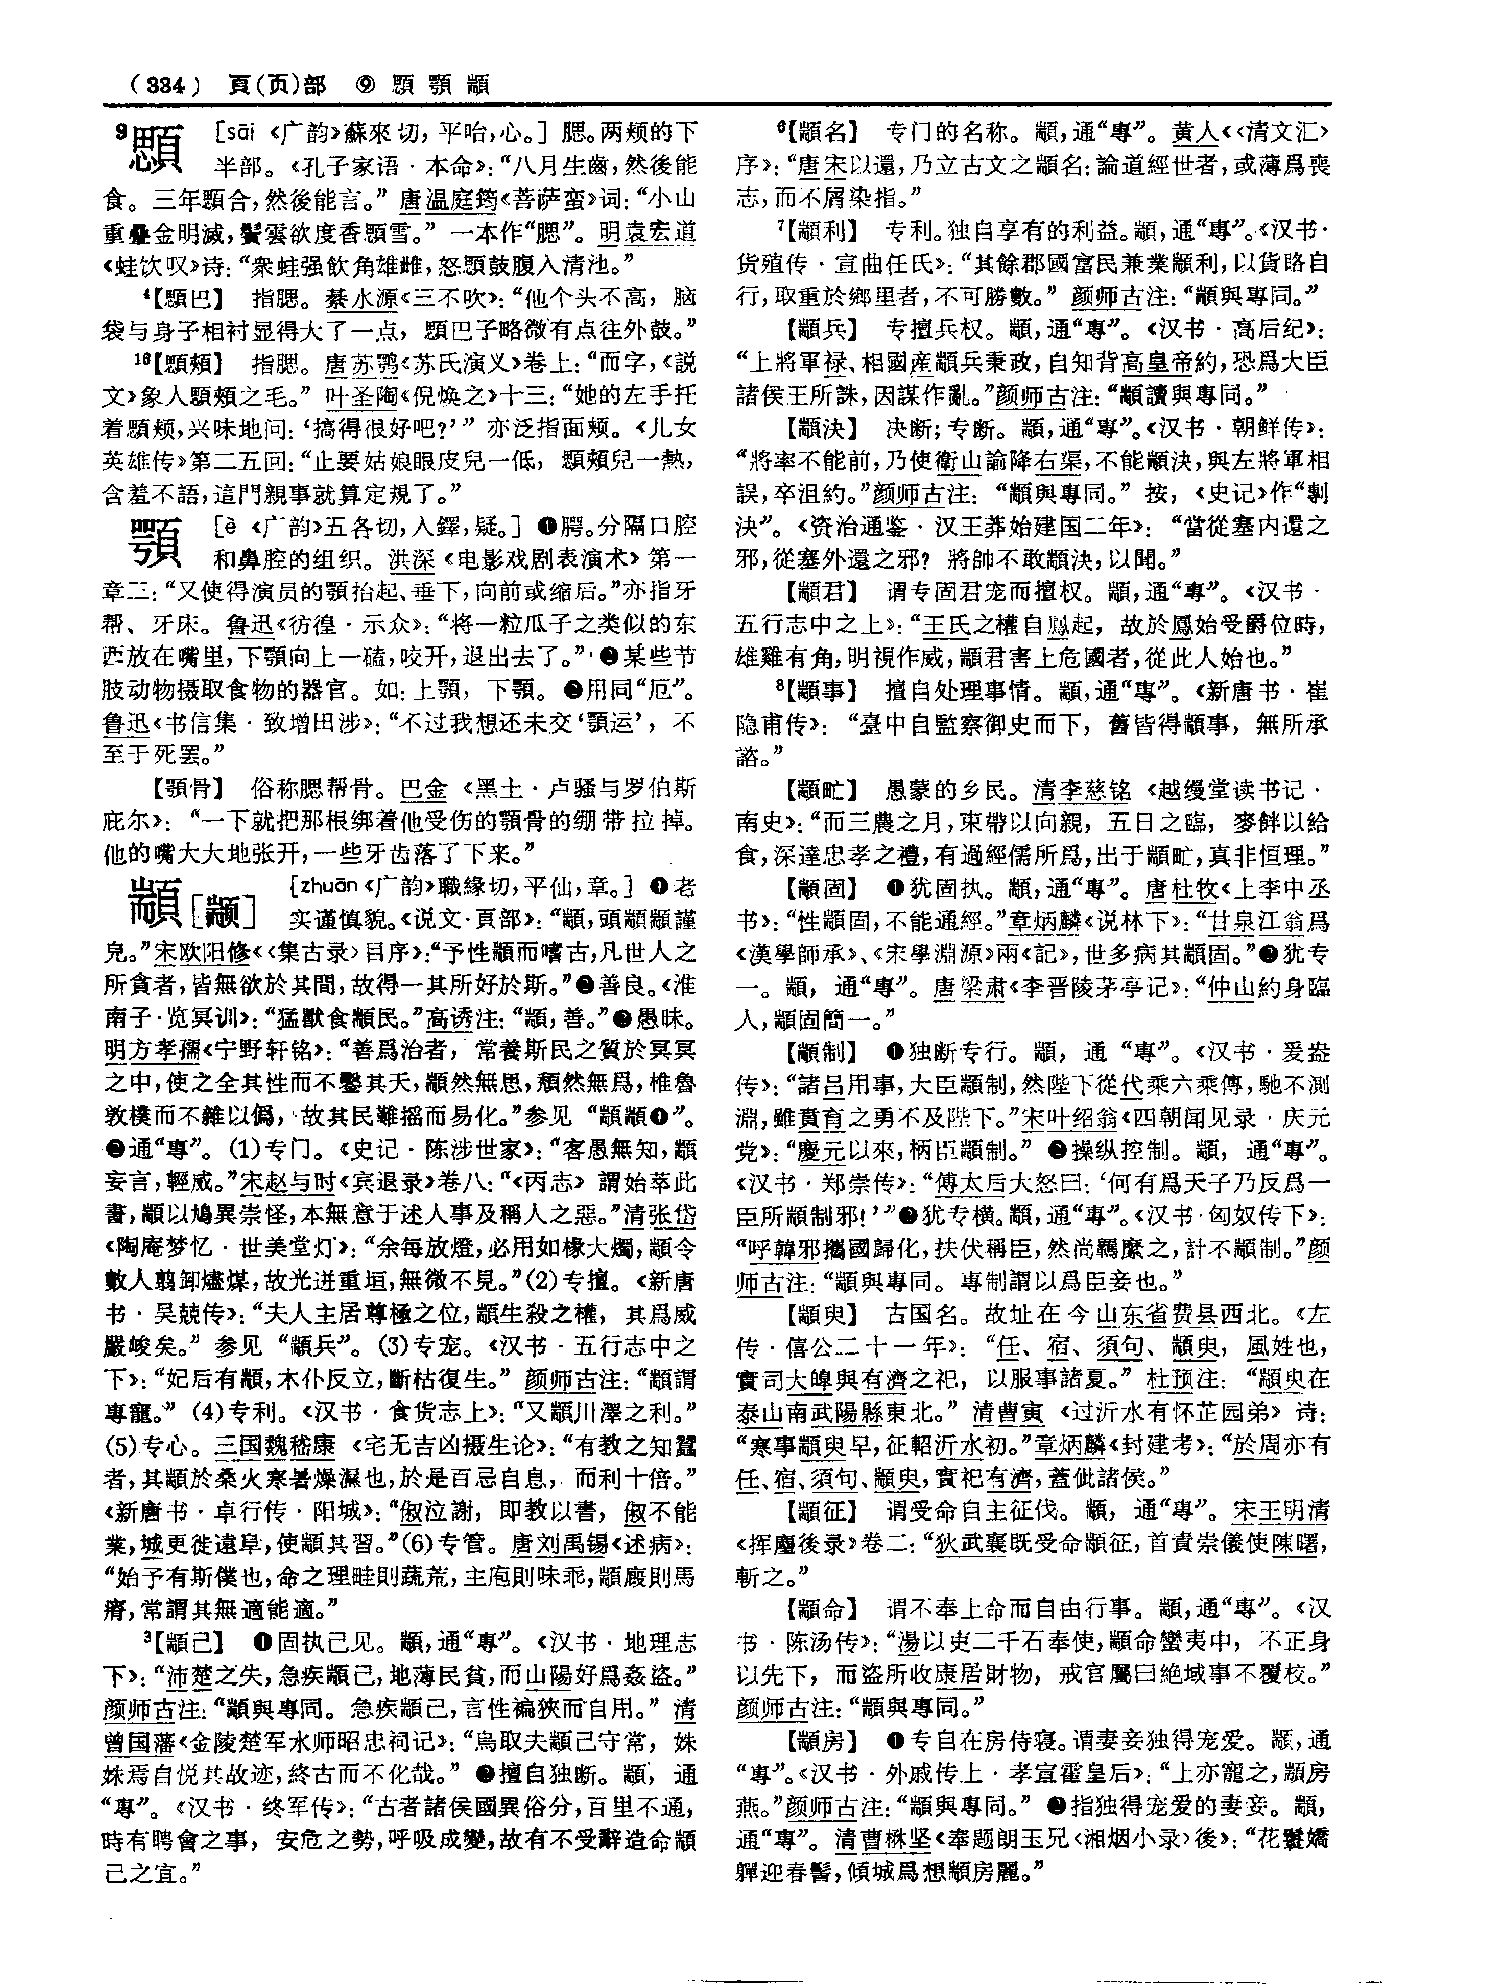 (334) 頁(页)部 ⑨ 顋 顎 顓
9顋 [sāi《广韵》蘇來切，平咍，心。] 腮。两颊的下
半部。《孔子家语·本命》：“八月生齒，然後能
食。三年顋合，然後能言。” 唐温庭筠《菩萨蛮》词：“小山
重疊金明滅，鬢雲欲度香顋雪。” 一本作“腮”。明袁宏道
《蛙饮叹》诗：“衆蛙强飲角雄雌，怒顋鼓腹入清池。”
4【顋巴】 指腮。綦水源《三不吹》：“他个头不高，脑
袋与身子相衬显得大了一点，顋巴子略微有点往外鼓。”
16【顋頰】 指腮。唐苏鹗《苏氏演义》卷上：“而字，《説
文》象人顋頰之毛。” 叶圣陶《倪焕之》十三：“她的左手托
着顋颊，兴味地问：‘搞得很好吧？’” 亦泛指面颊。《儿女
英雄传》第二五回：“止要姑娘眼皮兒一低，顋頰兒一熱，
含羞不語，這門親事就算定規了。”
顎 [è《广韵》五各切，入鐸，疑。] ❶腭。分隔口腔
和鼻腔的组织。洪深《电影戏剧表演术》第一
章二：“又使得演员的顎抬起、垂下，向前或缩后。”亦指牙
帮、牙床。鲁迅《彷徨·示众》：“将一粒瓜子之类似的东
西放在嘴里，下顎向上一磕，咬开，退出去了。”❷某些节
肢动物摄取食物的器官。如：上顎，下顎。❸用同“厄”。
鲁迅《书信集·致增田涉》：“不过我想还未交‘顎运’，不
至于死罢。”
【顎骨】 俗称腮帮骨。巴金《黑土·卢骚与罗伯斯
庇尔》：“一下就把那根绑着他受伤的顎骨的绷带拉掉。
他的嘴大大地张开，一些牙齿落了下来。”
顓[颛] [zhuān《广韵》職緣切，平仙，章。] ❶老
实谨慎貌。《说文·頁部》：“顓，頭顓顓謹
皃。”宋欧阳修《〈集古录〉目序》：“予性顓而嗜古，凡世人之
所貪者，皆無欲於其間，故得一其所好於斯。”❷善良。《淮
南子·览冥训》：“猛獸食顓民。”高诱注：“顓，善。”❸愚昧。
明方孝孺《宁野轩铭》：“善爲治者，常養斯民之質於冥冥
之中，使之全其性而不鑿其天，顓然無思，頹然無爲，椎魯
敦樸而不雜以僞，故其民難摇而易化。”参见“顓顓❶”。
❹通“專”。(1)专门。《史记·陈涉世家》：“客愚無知，顓
妄言，輕威。”宋赵与时《宾退录》卷八：“《丙志》謂始萃此
書，顓以鳩異崇怪，本無意于述人事及稱人之惡。”清张岱
《陶庵梦忆·世美堂灯》：“余每放燈，必用如椽大燭，顓令
數人翦卸燼煤，故光迸重垣，無微不見。”(2)专擅。《新唐
书·吴兢传》：“夫人主居尊極之位，顓生殺之權，其爲威
嚴峻矣。” 参见“顓兵”。(3)专宠。《汉书·五行志中之
下》：“妃后有顓，木仆反立，斷枯復生。” 颜师古注：“顓謂
專寵。” (4)专利。《汉书·食货志上》：“又顓川澤之利。”
(5)专心。三国魏嵇康《宅无吉凶摄生论》：“有教之知蠶
者，其顓於桑火寒暑燥濕也，於是百忌自息，而利十倍。”
《新唐书·卓行传·阳城》：“俶泣謝，即教以書，俶不能
業，城更徙遠阜，使顓其習。”(6)专管。唐刘禹锡《述病》：
“始予有斯僕也，命之理畦則蔬荒，主庖則味乖，顓廄則馬
瘠，常謂其無適能適。”
3【顓己】 ❶固执己见。顓，通“專”。《汉书·地理志
下》：“沛楚之失，急疾顓己，地薄民貧，而山陽好爲姦盜。”
颜师古注：“顓與專同。急疾顓己，言性褊狹而自用。” 清
曾国藩《金陵楚军水师昭忠祠记》：“烏取夫顓己守常，姝
姝焉自悦其故迹，終古而不化哉。” ❷擅自独断。顓，通
“專”。《汉书·终军传》：“古者諸侯國異俗分，百里不通，
時有聘會之事，安危之勢，呼吸成變，故有不受辭造命顓
己之宜。”
6【顓名】 专门的名称。顓，通“專”。黄人《〈清文汇〉
序》：“唐宋以還，乃立古文之顓名：論道經世者，或薄爲喪
志，而不屑染指。”
7【顓利】 专利。独自享有的利益。顓，通“專”。《汉书·
货殖传·宣曲任氏》：“其餘郡國富民兼業顓利，以貨賂自
行，取重於鄉里者，不可勝數。” 颜师古注：“顓與專同。”
【顓兵】 专擅兵权。顓，通“專”。《汉书·高后纪》：
“上將軍禄、相國産顓兵秉政，自知背高皇帝約，恐爲大臣
諸侯王所誅，因謀作亂。”颜师古注：“顓讀與專同。”
【顓決】 决断；专断。顓，通“專”。《汉书·朝鲜传》：
“將率不能前，乃使衛山諭降右渠，不能顓決，與左將軍相
誤，卒沮約。”颜师古注：“顓與專同。” 按，《史记》作“剸
決”。《资治通鉴·汉王莽始建国二年》：“當從塞内還之
邪，從塞外還之邪？將帥不敢顓決，以聞。”
【顓君】 谓专固君宠而擅权。顓，通“專”。《汉书·
五行志中之上》：“王氏之權自鳳起，故於鳳始受爵位時，
雄雞有角，明視作威，顓君害上危國者，從此人始也。”
8【顓事】 擅自处理事情。顓，通“專”。《新唐书·崔
隐甫传》：“臺中自監察御史而下，舊皆得顓事，無所承
諮。”
【顓甿】 愚蒙的乡民。清李慈铭《越缦堂读书记·
南史》：“而三農之月，束帶以向親，五日之臨，麥䴺以給
食，深達忠孝之禮，有過經儒所爲，出于顓甿，真非恒理。”
【顓固】 ❶犹固执。顓，通“專”。唐杜牧《上李中丞
书》：“性顓固，不能通經。”章炳麟《说林下》：“甘泉江翁爲
《漢學師承》、《宋學淵源》兩《記》，世多病其顓固。”❷犹专
一。顓，通“專”。唐梁肃《李晋陵茅亭记》：“仲山約身臨
人，顓固簡一。”
【顓制】 ❶独断专行。顓，通“專”。《汉书·爰盎
传》：“諸吕用事，大臣顓制，然陛下從代乘六乘傳，馳不測
淵，雖賁育之勇不及陛下。”宋叶绍翁《四朝闻见录·庆元
党》：“慶元以來，柄臣顓制。” ❷操纵控制。顓，通“專”。
《汉书·郑崇传》：“傅太后大怒曰：‘何有爲天子乃反爲一
臣所顓制邪！’”❸犹专横。顓，通“專”。《汉书·匈奴传下》：
“呼韓邪攜國歸化，扶伏稱臣，然尚羈縻之，計不顓制。”颜
师古注：“顓與專同。專制謂以爲臣妾也。”
【顓臾】 古国名。故址在今山东省费县西北。《左
传·僖公二十一年》：“任、宿、須句、顓臾，風姓也，
實司大皞與有濟之祀，以服事諸夏。” 杜预注：“顓臾在
泰山南武陽縣東北。” 清曹寅《过沂水有怀芷园弟》诗：
“寒事顓臾早，征軺沂水初。”章炳麟《封建考》：“於周亦有
任、宿、須句、顓臾，實祀有濟，蓋佌諸侯。”
【顓征】 谓受命自主征伐。顓，通“專”。宋王明清
《挥麈後录》卷二：“狄武襄既受命顓征，首責崇儀使陳曙，
斬之。”
【顓命】 谓不奉上命而自由行事。顓，通“專”。《汉
书·陈汤传》：“湯以吏二千石奉使，顓命蠻夷中，不正身
以先下，而盜所收康居財物，戒官屬曰絶域事不覆校。”
颜师古注：“顓與專同。”
【顓房】 ❶专自在房侍寝。谓妻妾独得宠爱。顓，通
“專”。《汉书·外戚传上·孝宣霍皇后》：“上亦寵之，顓房
燕。”颜师古注：“顓與專同。” ❷指独得宠爱的妻妾。顓，
通“專”。清曹楙坚《奉题朗玉兄〈湘烟小录〉後》：“花鬘嬌
嚲迎春髻，傾城爲想顓房麗。”